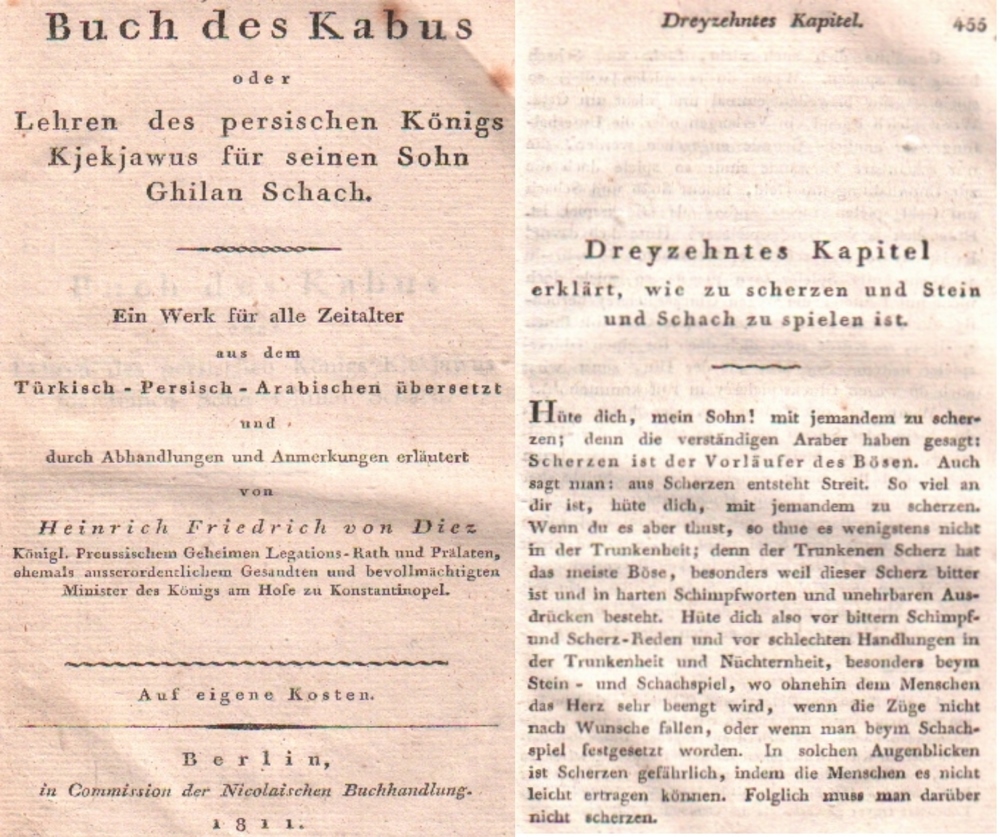 Buch des Kabus
oder
Lehren des persischen Königs
Kjekjawus für seinen Sohn
Ghilan Schach.
Ein Werk für alle Zeitalter
aus dem
Türkisch - Persisch - Arabischen übersetzt
und
durch Abhandlungen und Anmerkungen erläutert
von
Heinrich Friedrich von Diez
Königl. Preussischem Geheimen Legations-Rath und Prälaten,
ehemals ausserordentlichem Gesandten und bevollmächtigten
Minister des Königs am Hofe zu Konstantinopel.
Auf eigene Kosten.
Berlin,
in Commission der Nicolaischen Buchhandlung.
1811.
Dreyzehntes Kapitel. 455
Dreyzehntes Kapitel
erklärt, wie zu scherzen und Stein
und Schach zu spielen ist.
Hüte dich, mein Sohn! mit jemandem zu scher-
zen; denn die verständigen Araber haben gesagt:
Scherzen ist der Vorläufer des Bösen. Auch
sagt man: aus Scherzen entsteht Streit. So viel an
dir ist, hüte dich, mit jemandem zu scherzen.
Wenn du es aber thust, so thue es wenigstens nicht
in der Trunkenheit; denn der Trunkenen Scherz hat
das meiste Böse, besonders weil dieser Scherz bitter
ist und in harten Schimpfworten und unehrbaren Aus-
drücken besteht. Hüte dich also vor bittern Schimpf-
und Scherz-Reden und vor schlechten Handlungen in
der Trunkenheit und Nüchternheit, besonders beym
Stein - und Schachspiel, wo ohnehin dem Menschen
das Herz sehr beengt wird, wenn die Züge nicht
nach Wunsche fallen, oder wenn man beym Schach-
spiel festgesetzt worden. In solchen Augenblicken
ist Scherzen gefährlich, indem die Menschen es nicht
leicht ertragen können. Folglich muss man darüber
nicht scherzen.